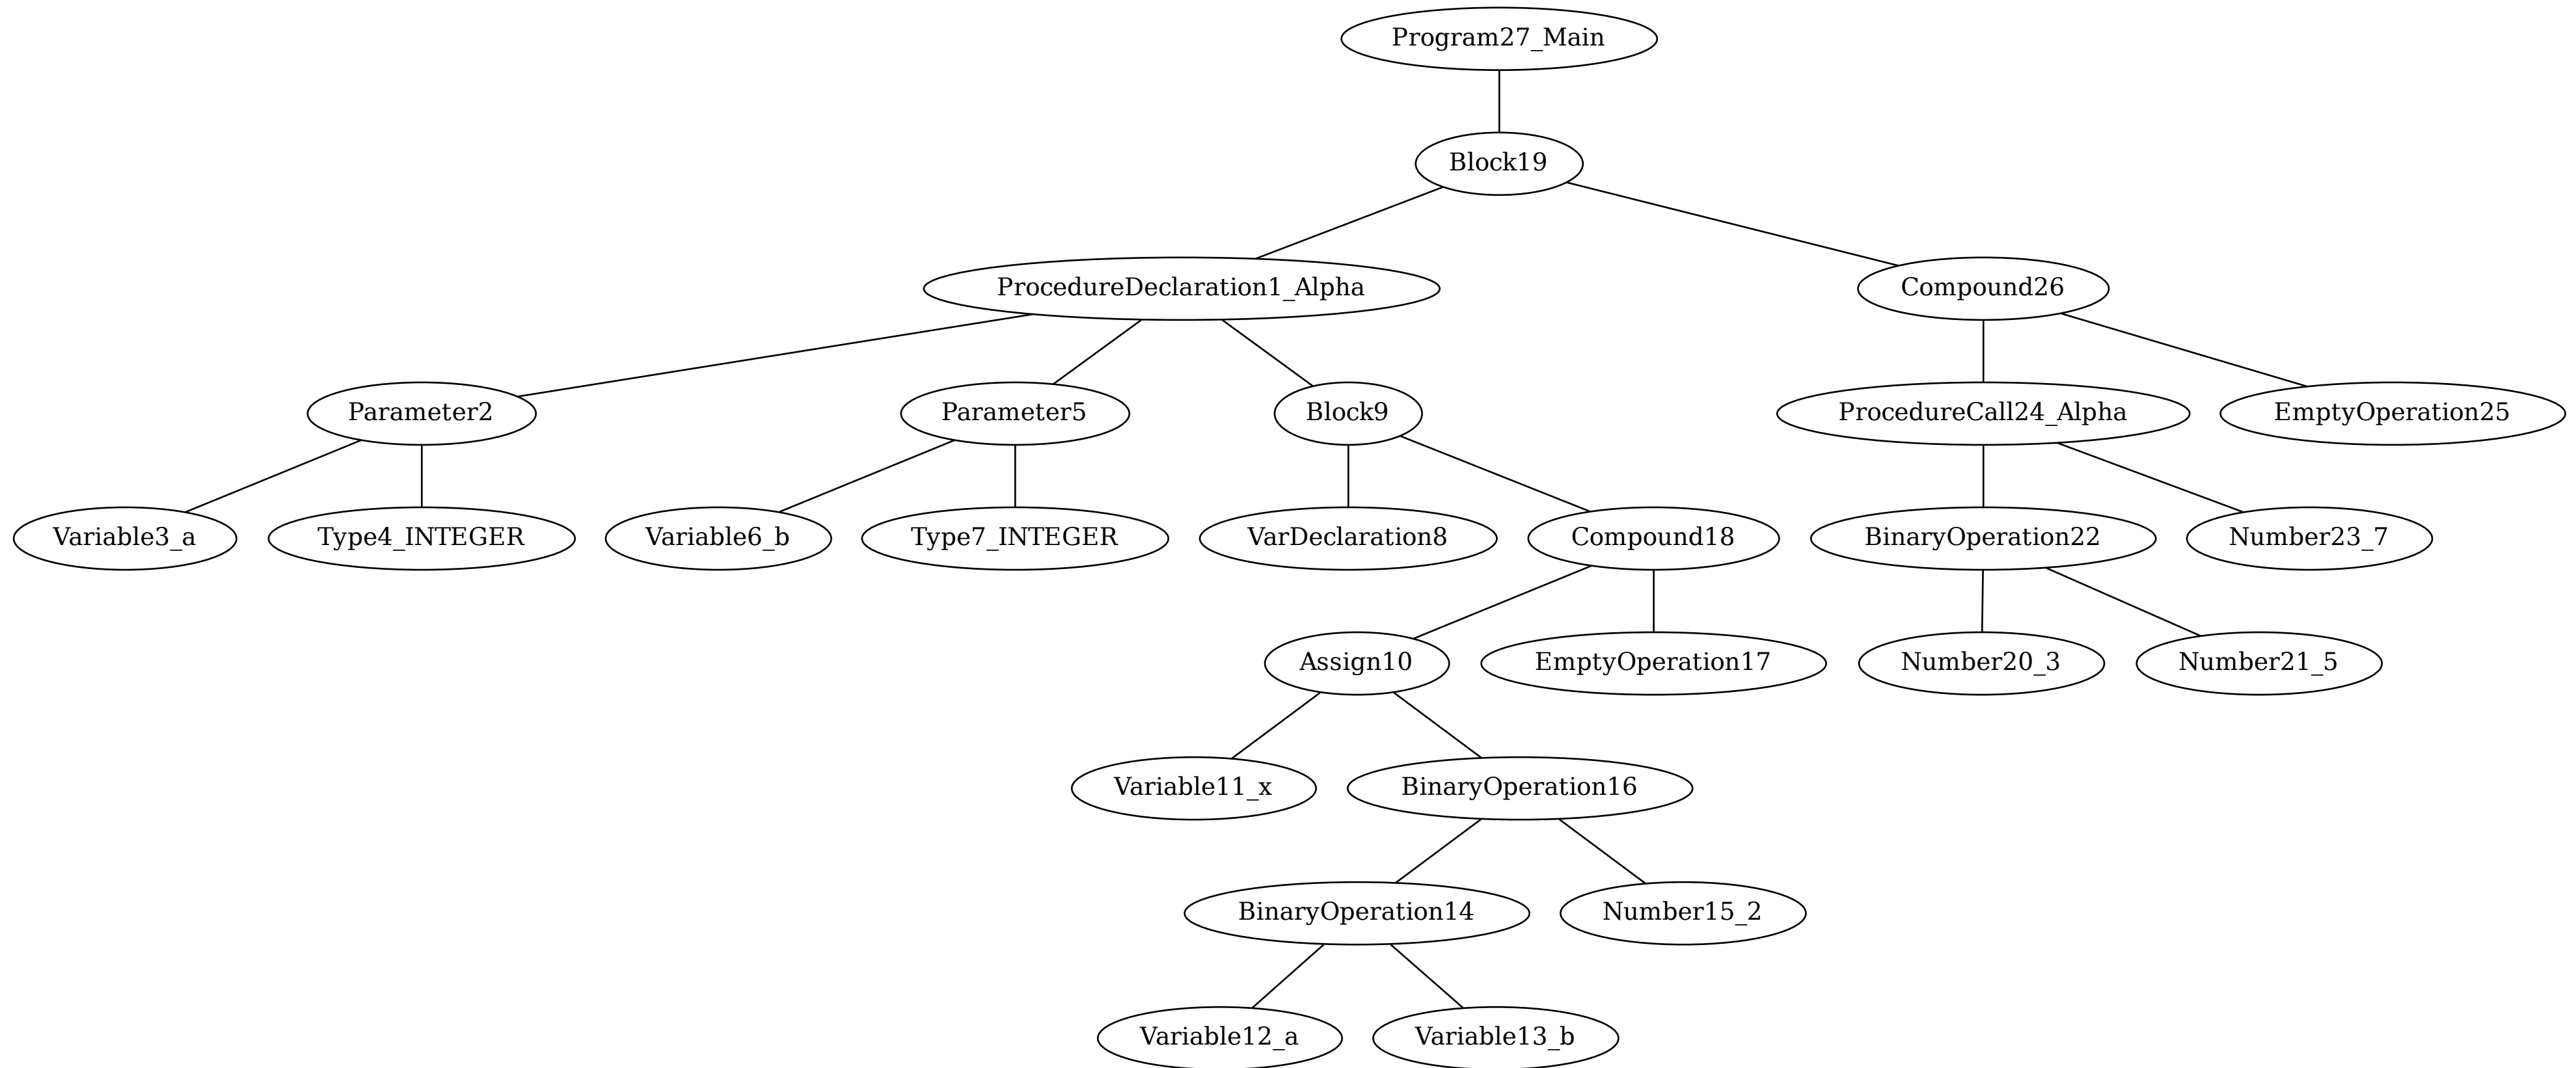 Program27_Main
Block19
ProcedureDeclaration1_Alpha
Compound26
Parameter2
Parameter5
Block9
ProcedureCall24_Alpha
EmptyOperation25
Variable3_a
Type4_INTEGER
Variable6_b
Type7_INTEGER
VarDeclaration8
Compound18
BinaryOperation22
Number23_7
Assign10
EmptyOperation17
Number20_3
Number21_5
Variable11_x
BinaryOperation16
BinaryOperation14
Number15_2
Variable12_a
Variable13_b